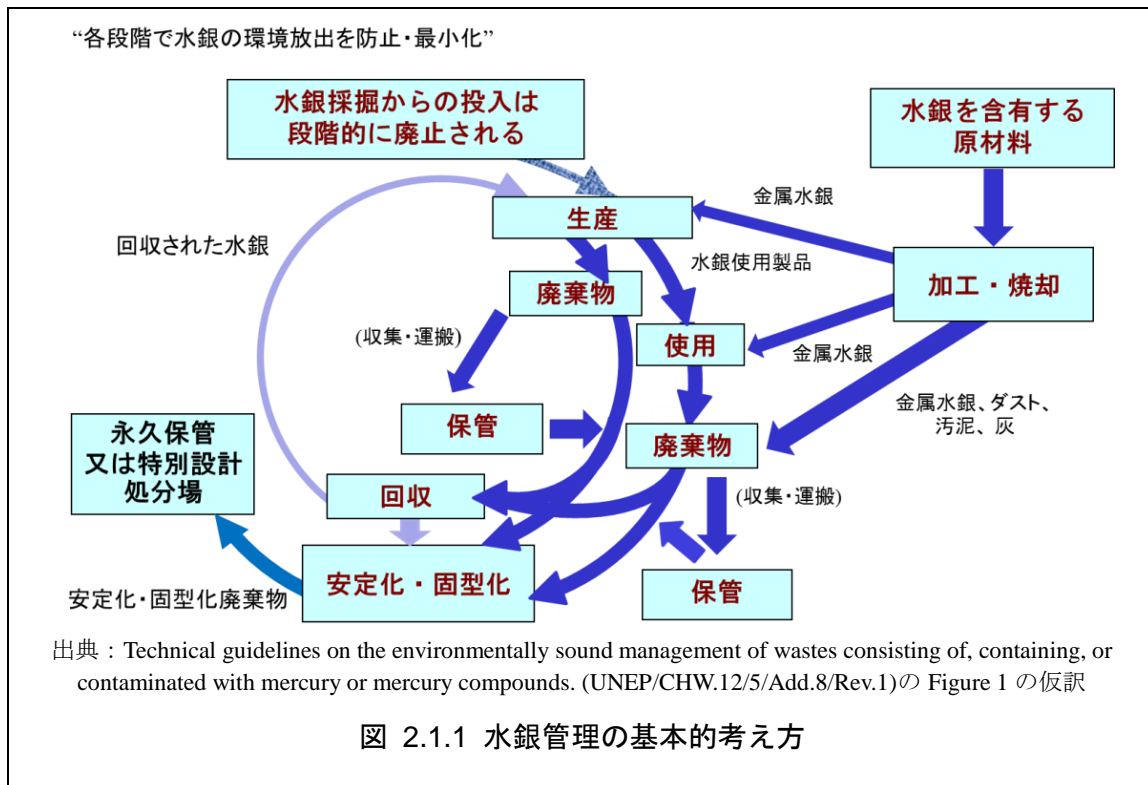 “各段階で水銀の環境放出を防止・最小化”
水銀採掘からの投入は
段階的に廃止される
水銀を含有する
原材料
金属水銀
生産
回収された水銀
水銀使用製品
加工・焼却
廃棄物
(収集・運搬)
使用
金属水銀
金属水銀、ダスト、
汚泥、灰
保管
永久保管
又は特別設計
処分場
廃棄物
回収
(収集・運搬)
安定化・固型化
保管
安定化・固型化廃棄物
出典：Technical guidelines on the environmentally sound management of wastes consisting of, containing, or
contaminated with mercury or mercury compounds. (UNEP/CHW.12/5/Add.8/Rev.1)の Figure 1 の仮訳
図 2.1.1 水銀管理の基本的考え方